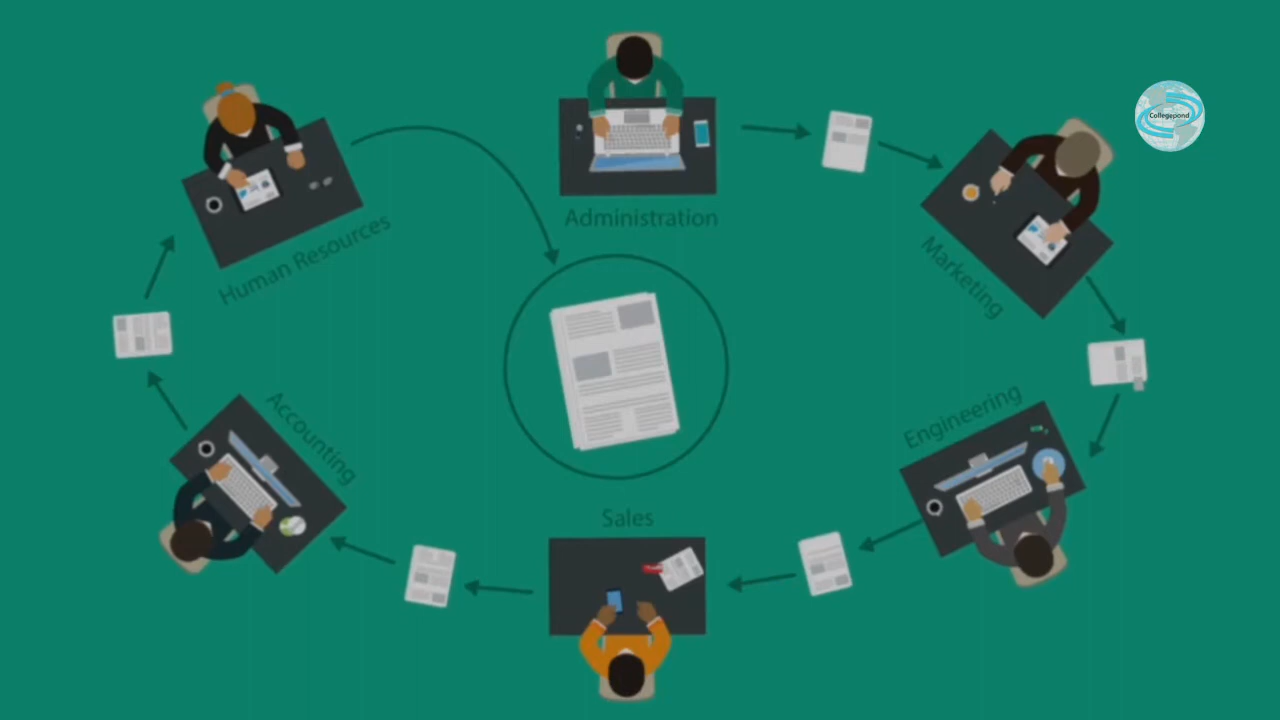 Collegepond
Administration
Human Resources
Marketing
Accounting
Engineering
Sales